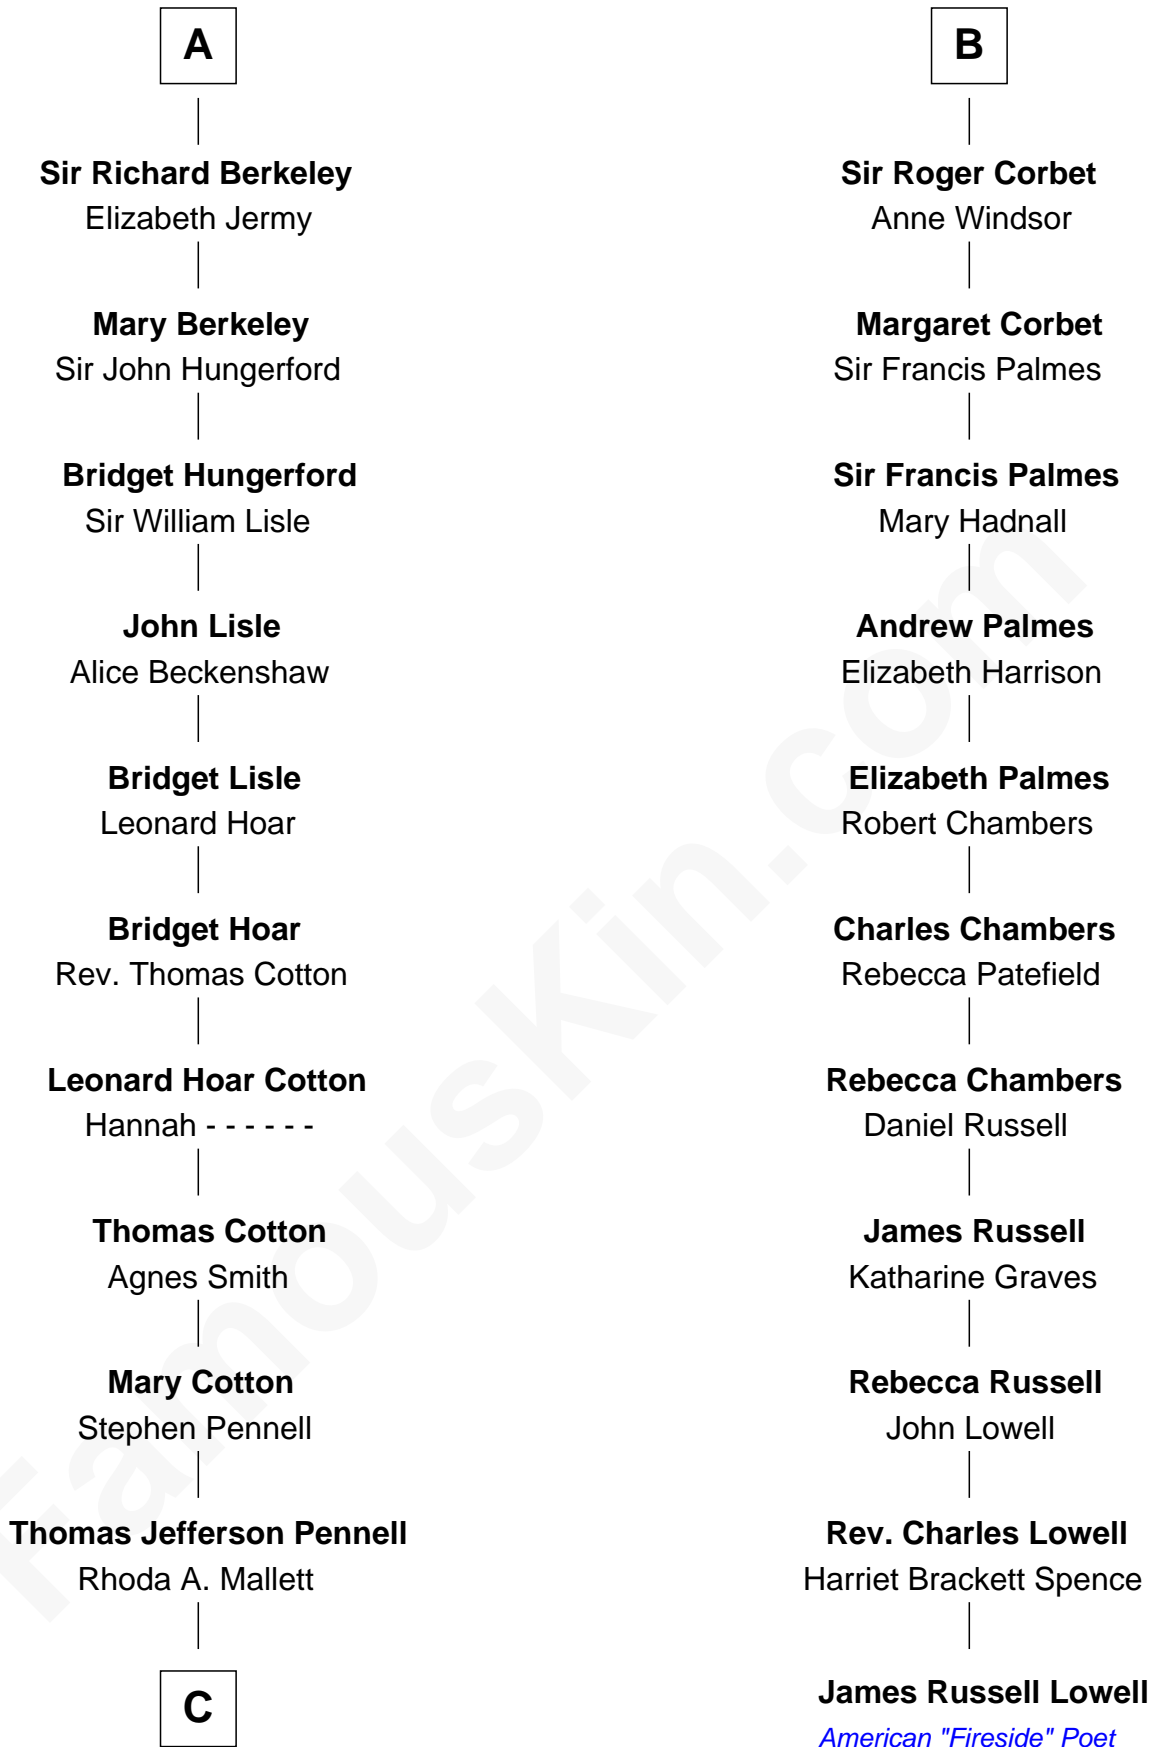 A
Sir Richard Berkeley
Elizabeth Jermy
Mary Berkeley
Sir John Hungerford
Bridget Hungerford
Sir William Lisle
John Lisle
Alice Beckenshaw
Bridget Lisle
Leonard Hoar
Bridget Hoar
Rev. Thomas Cotton
Leonard Hoar Cotton
Hannah - - - - - -
Thomas Cotton
Agnes Smith
Mary Cotton
Stephen Pennell
Thomas Jefferson Pennell
Rhoda A. Mallett
C
B
Sir Roger Corbet
Anne Windsor
Margaret Corbet
Sir Francis Palmes
Sir Francis Palmes
Mary Hadnall
Andrew Palmes
Elizabeth Harrison
Elizabeth Palmes
Robert Chambers
Charles Chambers
Rebecca Patefield
Rebecca Chambers
Daniel Russell
James Russell
Katharine Graves
Rebecca Russell
John Lowell
Rev. Charles Lowell
Harriet Brackett Spence
James Russell Lowell
American "Fireside" Poet
FamousKin.com